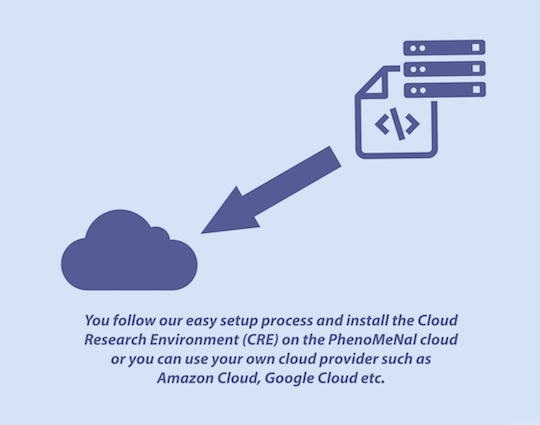 </>
You follow our easy setup process and install the Cloud
Research Environment (CRE) on the PhenoMeNal cloud
or you can use your own cloud provider such as
Amazon Cloud, Google Cloud etc.